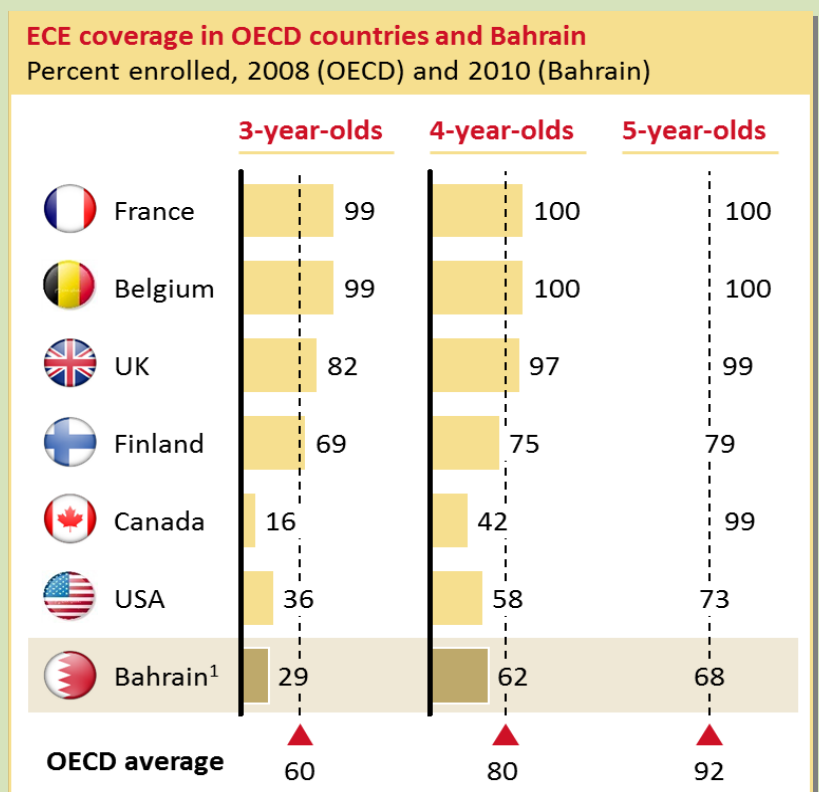 ECE coverage in OECD countries and Bahrain
Percent enrolled, 2008 (OECD) and 2010 (Bahrain)
3-year-olds 4-year-olds 5-year-olds
France 99 100 100
Belgium 99 100 100
UK 82 97 99
Finland 69 75 79
Canada 16 42 99
USA 36 58 73
Bahrain¹ 29 62 68
OECD average 60 80 92